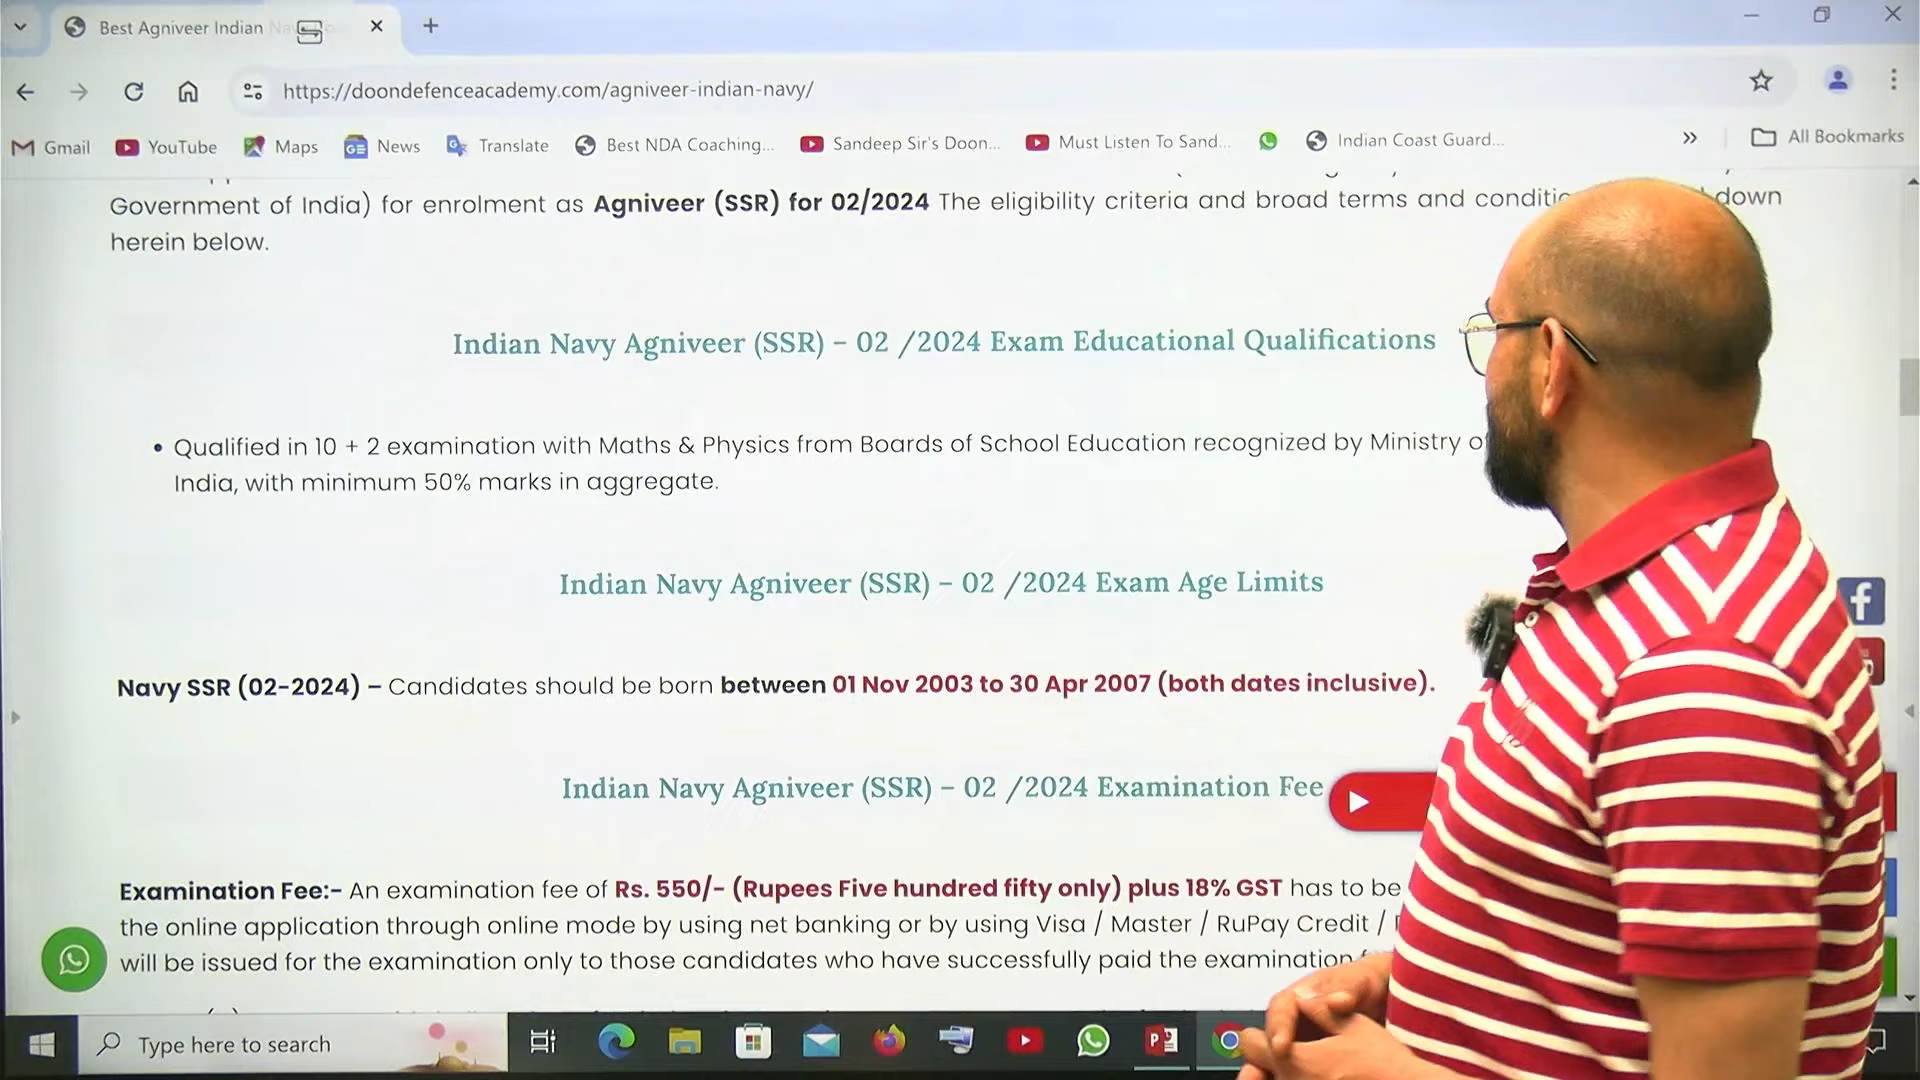 Best Agniveer Indian
https://doondefenceacademy.com/agniveer-indian-navy/
Gmail YouTube Maps News Translate Best NDA Coaching... Sandeep Sir's Doon... Must Listen To Sand... Indian Coast Guard... All Bookmarks
Government of India) for enrolment as Agniveer (SSR) for 02/2024 The eligibility criteria and broad terms and down
herein below.
Indian Navy Agniveer (SSR) – 02 /2024 Exam Educational Qualifications
• Qualified in 10 + 2 examination with Maths & Physics from Boards of School Education recognized by Ministry
India, with minimum 50% marks in aggregate.
Indian Navy Agniveer (SSR) – 02 /2024 Exam Age Limits
Navy SSR (02-2024) – Candidates should be born between 01 Nov 2003 to 30 Apr 2007 (both dates inclusive).
Indian Navy Agniveer (SSR) – 02 /2024 Examination Fee
Examination Fee:- An examination fee of Rs. 550/- (Rupees Five hundred fifty only) plus 18% GST has to be
the online application through online mode by using net banking or by using Visa / Master / RuPay Credit /
will be issued for the examination only to those candidates who have successfully paid the examination
Type here to search